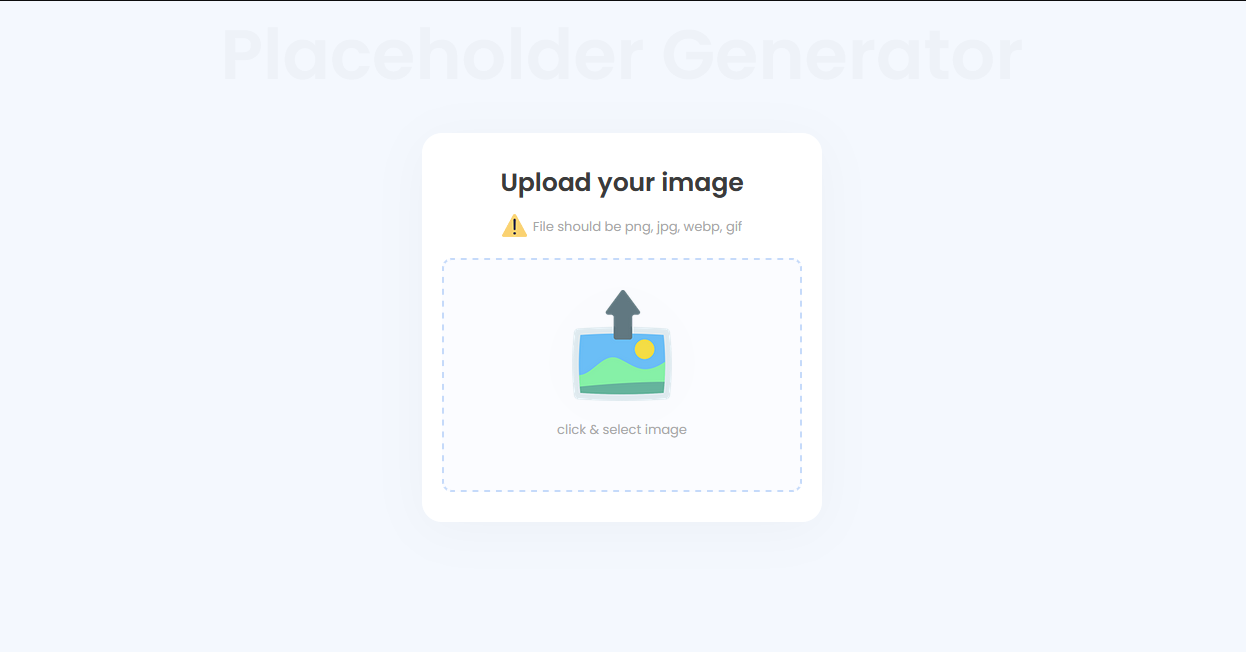 Placeholder Generator
Upload your image
File should be png, jpg, webp, gif
click & select image